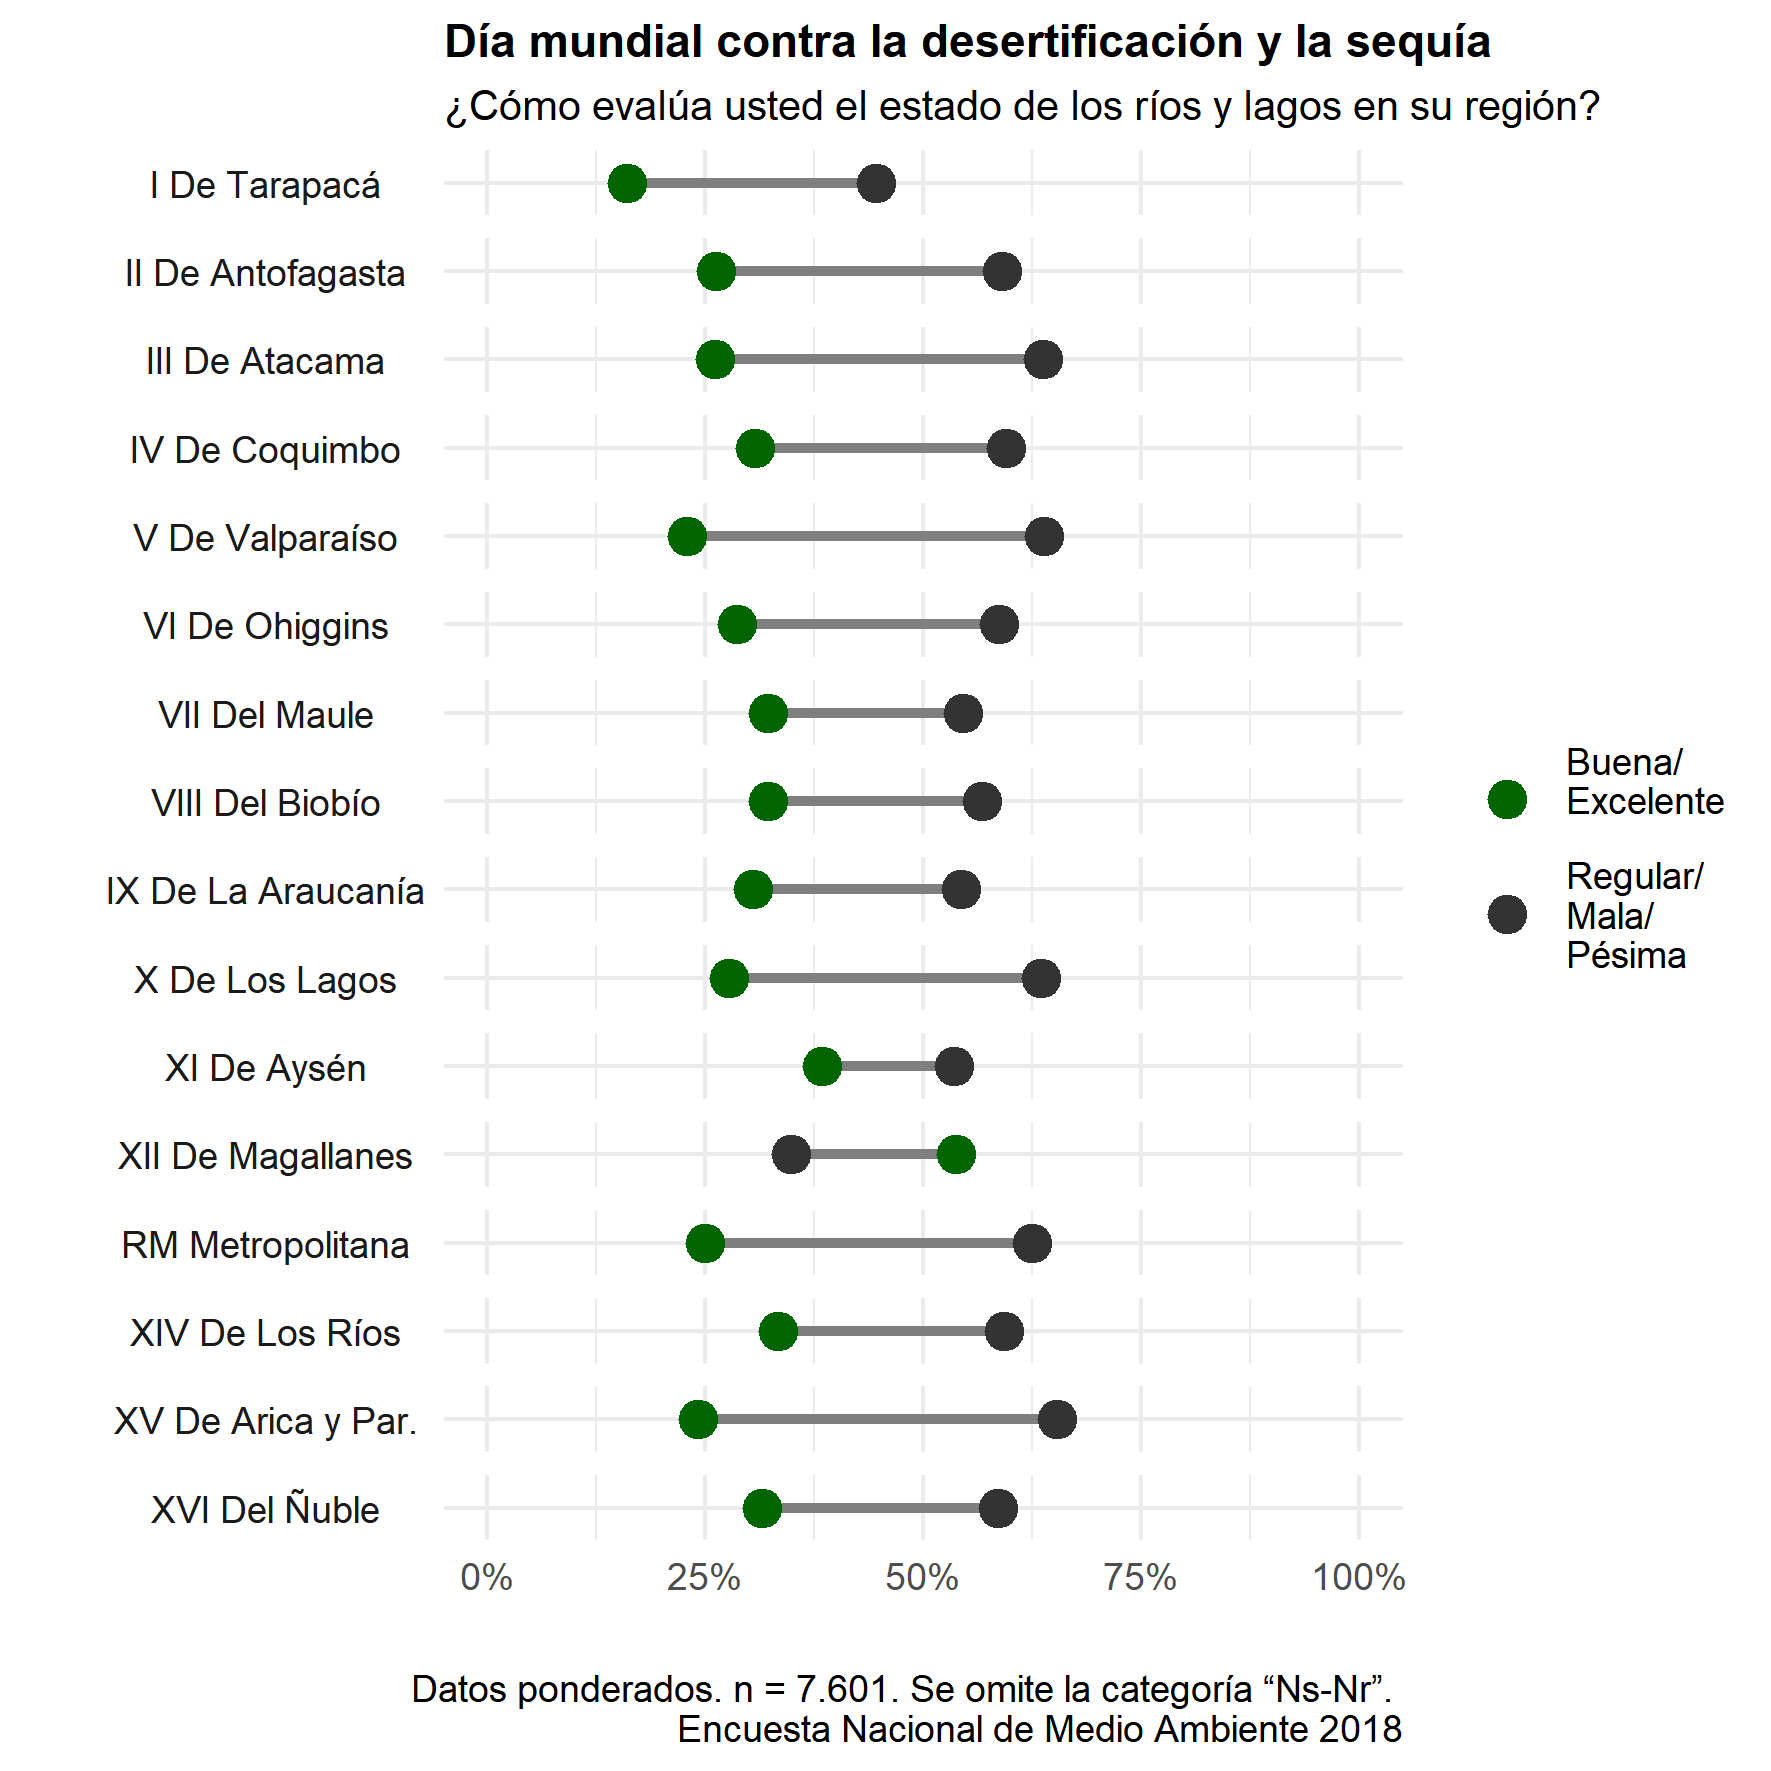 Día mundial contra la desertificación y la sequía
¿Cómo evalúa usted el estado de los ríos y lagos en su región?
I De Tarapacá
II De Antofagasta
III De Atacama
IV De Coquimbo
V De Valparaíso
VI De Ohiggins
VII Del Maule
VIII Del Biobío
IX De La Araucanía
X De Los Lagos
XI De Aysén
XII De Magallanes
RM Metropolitana
XIV De Los Ríos
XV De Arica y Par.
XVI Del Ñuble
0% 25% 50% 75% 100%
Buena/
Excelente
Regular/
Mala/
Pésima
Datos ponderados. n = 7.601. Se omite la categoría “Ns-Nr”.
Encuesta Nacional de Medio Ambiente 2018